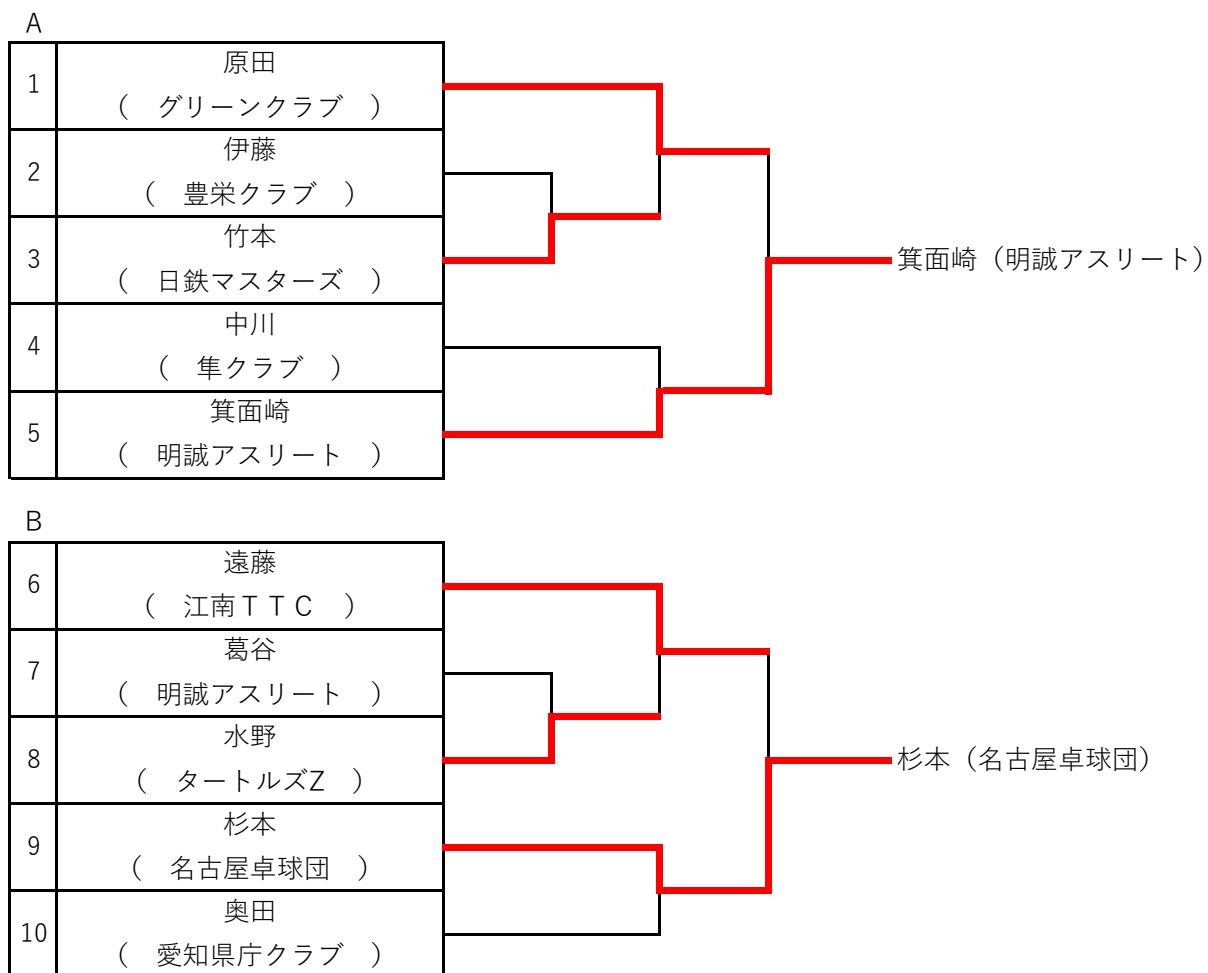 A
1
原田
（　グリーンクラブ　）
2
伊藤
（　豊栄クラブ　）
3
竹本
（　日鉄マスターズ　）
4
中川
（　隼クラブ　）
5
箕面崎
（　明誠アスリート　）
箕面崎（明誠アスリート）
B
6
遠藤
（　江南ＴＴＣ　）
7
葛谷
（　明誠アスリート　）
8
水野
（　タートルズZ　）
9
杉本
（　名古屋卓球団　）
10
奥田
（　愛知県庁クラブ　）
杉本（名古屋卓球団）